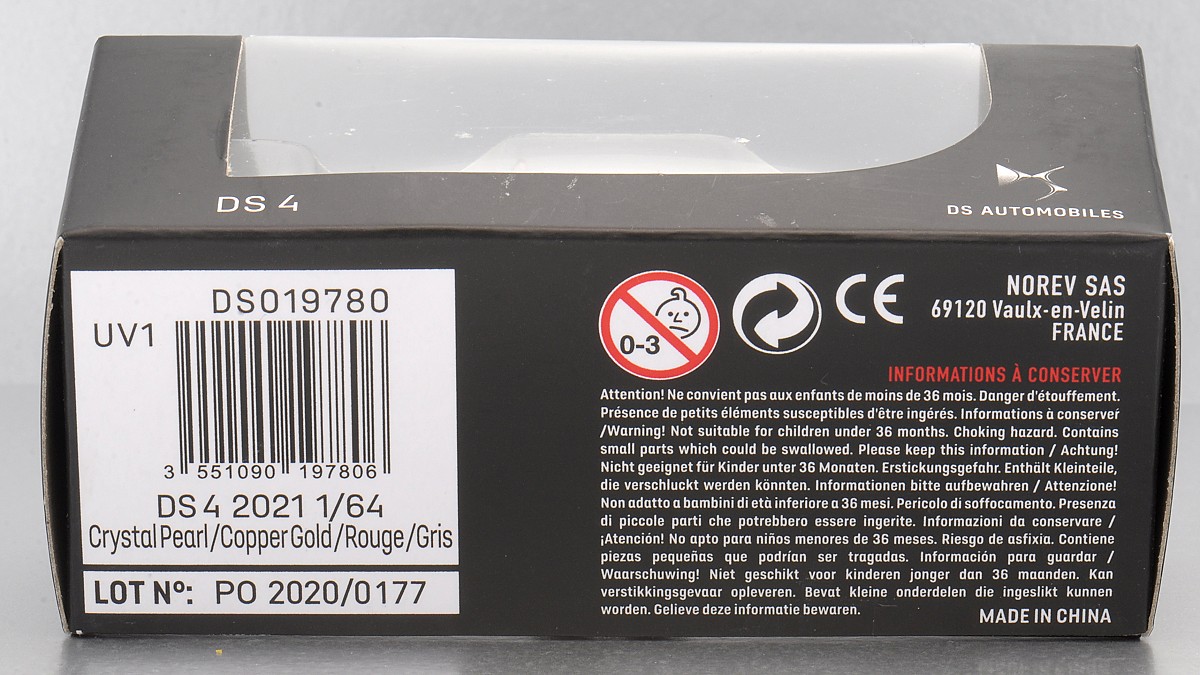 DS 4
DS AUTOMOBILES
DS019780
UV1
3 551090 197806
DS 4 2021 1/64
Crystal Pearl/Copper Gold/Rouge/Gris
LOT Nº: PO 2020/0177
0-3
CE
NOREV SAS
69120 Vaulx-en-Velin
FRANCE
INFORMATIONS À CONSERVER
Attention! Ne convient pas aux enfants de moins de 36 mois. Danger d'étouffement.
Présence de petits éléments susceptibles d'être ingérés. Informations à conserver
/Warning! Not suitable for children under 36 months. Choking hazard. Contains
small parts which could be swallowed. Please keep this information / Achtung!
Nicht geeignet für Kinder unter 36 Monaten. Erstickungsgefahr. Enthält Kleinteile,
die verschluckt werden könnten. Informationen bitte aufbewahren / Attenzione!
Non adatto a bambini di età inferiore a 36 mesi. Pericolo di soffocamento. Presenza
di piccole parti che potrebbero essere ingerite. Informazioni da conservare /
¡Atención! No apto para niños menores de 36 meses. Riesgo de asfixia. Contiene
piezas pequeñas que podrían ser tragadas. Información para guardar /
Waarschuwing! Niet geschikt voor kinderen jonger dan 36 maanden. Kan
verstikkingsgevaar opleveren. Bevat kleine onderdelen die ingeslikt kunnen
worden. Gelieve deze informatie bewaren.
MADE IN CHINA